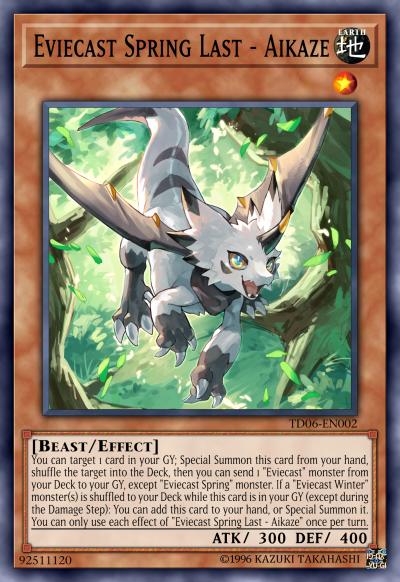 Eviecast Spring Last - Aikaze
EARTH
地
TD06-EN002
[Beast/Effect]
You can target 1 card in your GY; Special Summon this card from your hand,
shuffle the target into the Deck, then you can send 1 "Eviecast" monster from
your Deck to your GY, except "Eviecast Spring" monster. If a "Eviecast Winter"
monster(s) is shuffled to your Deck while this card is in your GY (except during
the Damage Step): You can add this card to your hand, or Special Summon it.
You can only use each effect of "Eviecast Spring Last - Aikaze" once per turn.
ATK/ 300 DEF/ 400
92511120
©1996 KAZUKI TAKAHASHI